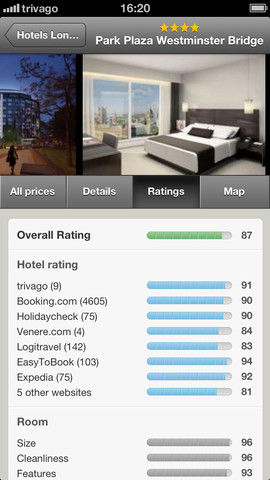 trivago 16:20
Hotels Lon...
Park Plaza Westminster Bridge
All prices Details Ratings Map
Overall Rating 87
Hotel rating
trivago (9) 91
Booking.com (4605) 90
Holidaycheck (75) 90
Venere.com (4) 84
Logitravel (142) 83
EasyToBook (103) 94
Expedia (75) 92
5 other websites 81
Room
Size 96
Cleanliness 96
Features 93